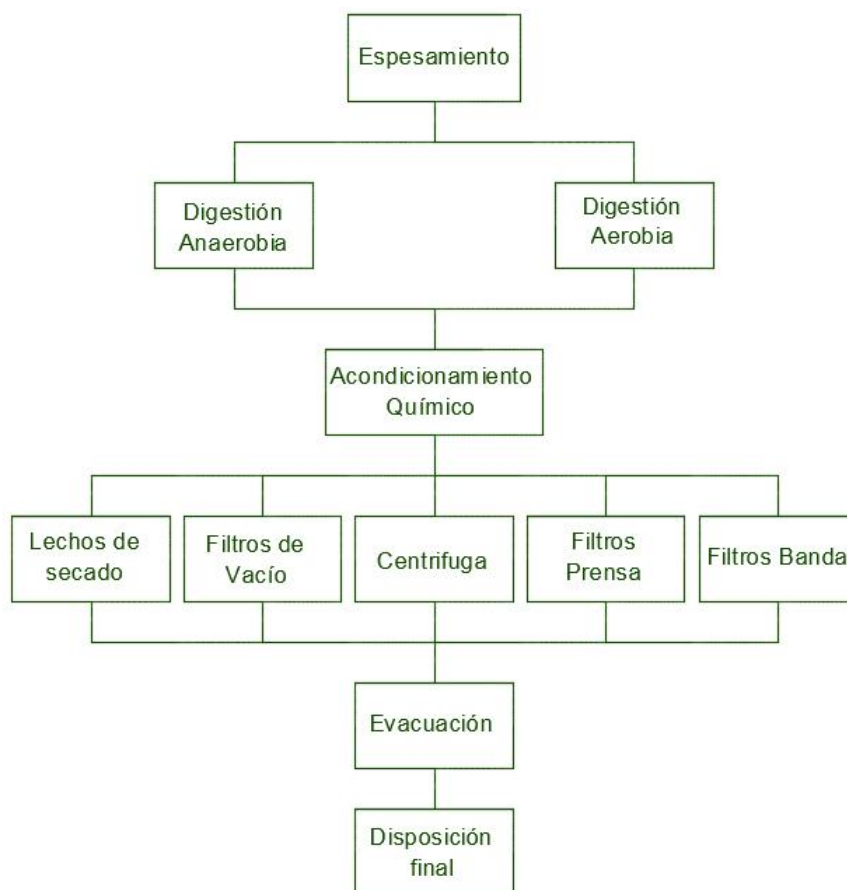 Espesamiento
Digestión
Anaerobia
Digestión
Aerobia
Acondicionamiento
Químico
Lechos de
secado
Filtros de
Vacío
Centrifuga
Filtros
Prensa
Filtros Banda
Evacuación
Disposición
final